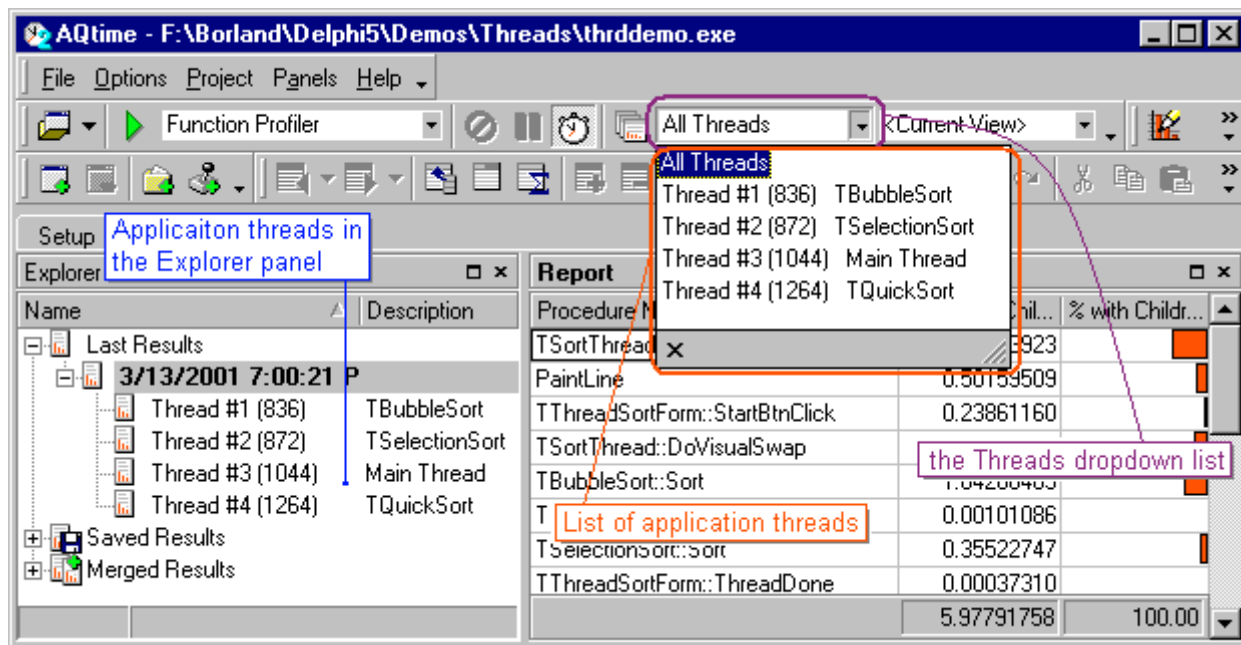 AQtime - F:\Borland\Delphi5\Demos\Threads\thrddemo.exe
File Options Project Panels Help
Function Profiler
All Threads
<Current View>
All Threads
Thread #1 (836) TBubbleSort
Thread #2 (872) TSelectionSort
Thread #3 (1044) Main Thread
Thread #4 (1264) TQuickSort
Setup
Applicaiton threads in
the Explorer panel
Explorer
Name Description
Last Results
3/13/2001 7:00:21 P
Thread #1 (836) TBubbleSort
Thread #2 (872) TSelectionSort
Thread #3 (1044) Main Thread
Thread #4 (1264) TQuickSort
Saved Results
Merged Results
Report
Procedure % with Childr...
TSortThread 3923
PaintLine 0.50159509
TThreadSortForm::StartBtnClick 0.23861160
TSortThread::DoVisualSwap
the Threads dropdown list
TBubbleSort::Sort
List of application threads
0.00101086
TSelectionSort::Sort 0.35522747
TThreadSortForm::ThreadDone 0.00037310
5.97791758 100.00